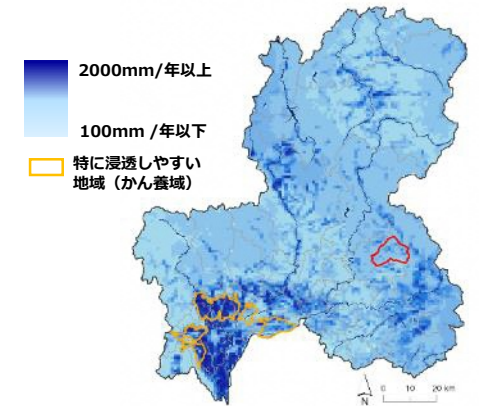 2000mm/年以上
100mm /年以下
特に浸透しやすい
地域（かん養域）
0 10 20 km
N